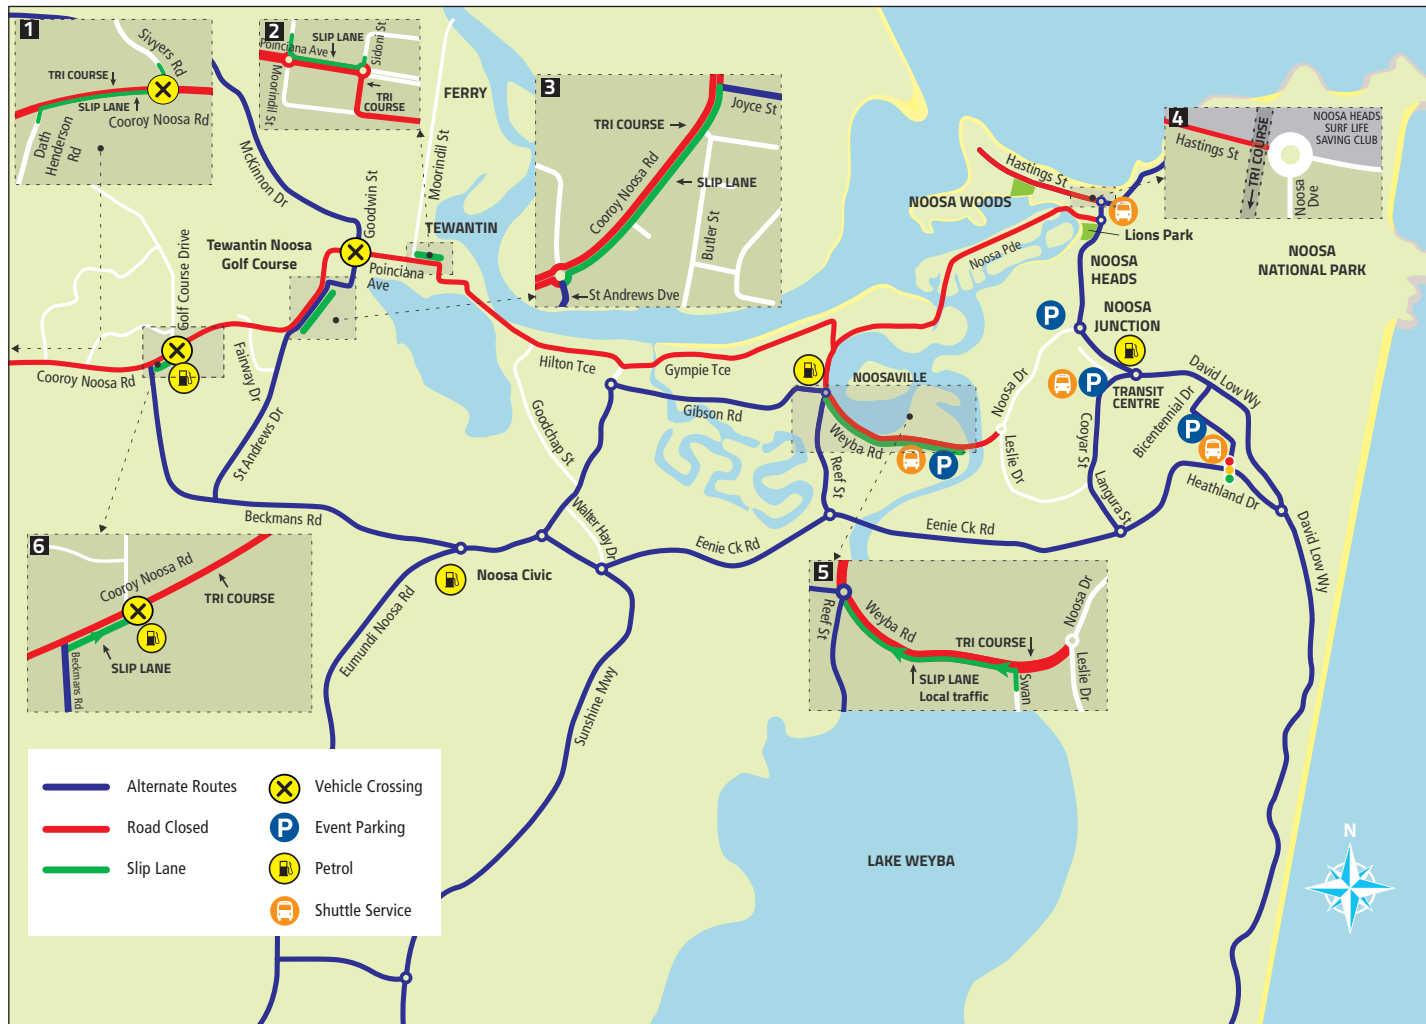 1
Sivyers Rd
TRI COURSE
SLIP LANE
Cooroy Noosa Rd
Dath
Henderson
Rd
2
SLIP LANE
Poinciana Ave
Sidoni St
Moorindil St
TRI
COURSE
3
Joyce St
TRI COURSE
Cooroy Noosa Rd
SLIP LANE
Butler St
St Andrews Dve
4
Hastings St
TRI COURSE
NOOSA HEADS
SURF LIFE
SAVING CLUB
Noosa
Dve
FERRY
Moorindil St
McKinnon Dr
Goodwin St
TEWANTIN
Tewantin Noosa
Golf Course
Poinciana
Ave
Golf Course Drive
Cooroy Noosa Rd
Fairway Dr
St Andrews Dr
Beckmans Rd
Hilton Tce
Gympie Tce
Goodchap St
Gibson Rd
Walter Hay Dr
Eenie Ck Rd
Eumundi Noosa Rd
Noosa Civic
Sunshine Mwy
NOOSAVILLE
Weyba Rd
Reef St
Eenie Ck Rd
Hastings St
NOOSA WOODS
Noosa Pde
Lions Park
NOOSA
HEADS
NOOSA
NATIONAL PARK
P
NOOSA
JUNCTION
P
TRANSIT
CENTRE
David Low Wy
Bicentennial Dr
P
Noosa Dr
Leslie Dr
Cooyar St
Langura St
Heathland Dr
David Low Wy
P
5
Reef St
Weyba Rd
TRI COURSE
Noosa Dr
SLIP LANE
Local traffic
Swan
Leslie Dr
6
Cooroy Noosa Rd
TRI COURSE
SLIP LANE
Beckmans Rd
LAKE WEYBA
Alternate Routes
Vehicle Crossing
Road Closed
P
Event Parking
Slip Lane
Petrol
Shuttle Service
N